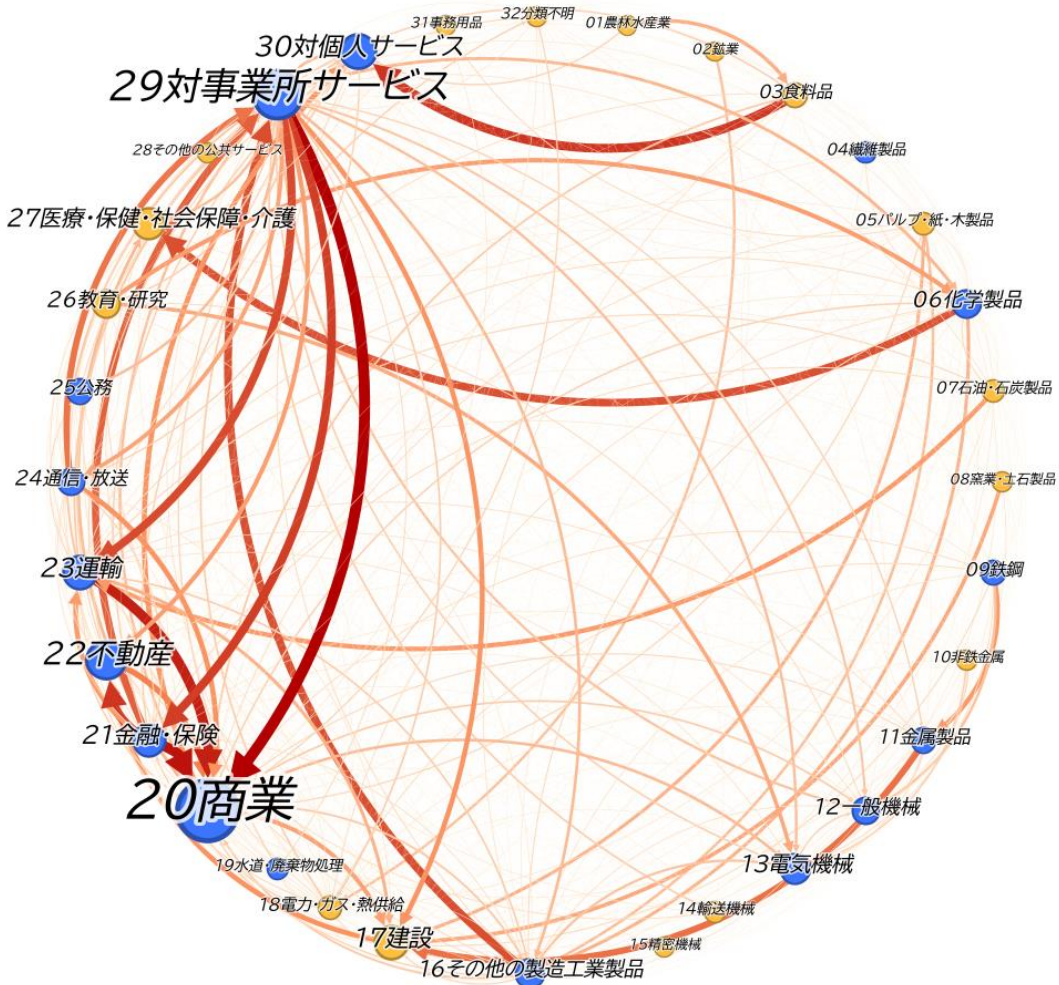 31事務用品
32分類不明
01農林水産業
02鉱業
30対個人サービス
29対事業所サービス
03食料品
28その他の公共サービス
04繊維製品
27医療・保健・社会保障・介護
05パルプ・紙・木製品
26教育・研究
06化学製品
25公務
07石油・石炭製品
24通信・放送
08窯業・土石製品
23運輸
09鉄鋼
22不動産
10非鉄金属
21金融・保険
11金属製品
20商業
12一般機械
19水道・廃棄物処理
13電気機械
18電力・ガス・熱供給
14輸送機械
17建設
15精密機械
16その他の製造工業製品